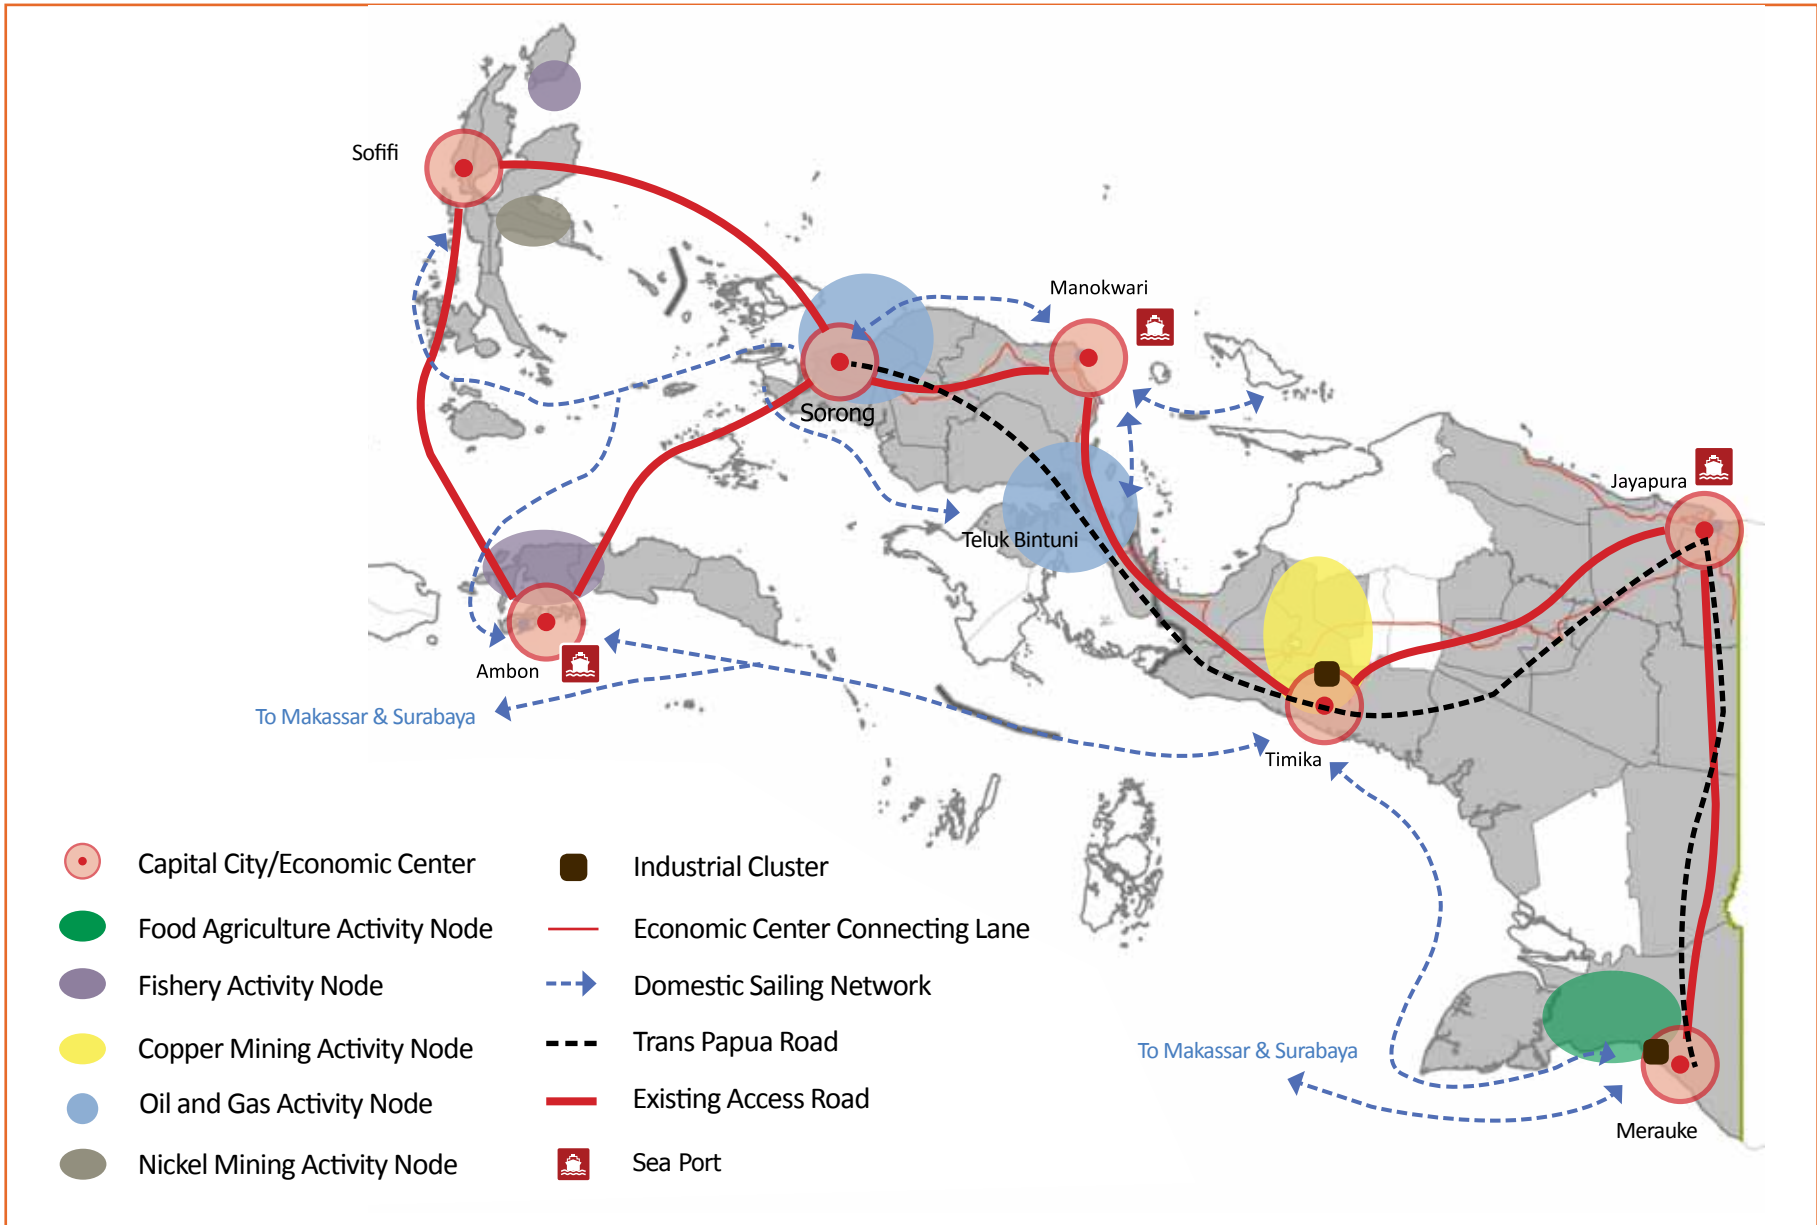 Sofifi
Manokwari
Sorong
Jayapura
Teluk Bintuni
Ambon
To Makassar & Surabaya
Timika
To Makassar & Surabaya
Merauke
Capital City/Economic Center
Food Agriculture Activity Node
Fishery Activity Node
Copper Mining Activity Node
Oil and Gas Activity Node
Nickel Mining Activity Node
Industrial Cluster
Economic Center Connecting Lane
Domestic Sailing Network
Trans Papua Road
Existing Access Road
Sea Port